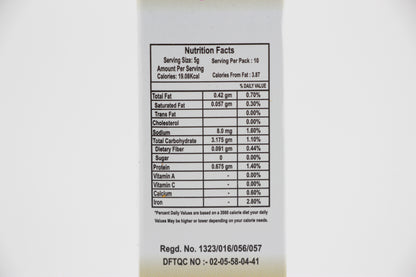 Nutrition Facts
Serving Size: 5g Serving Per Pack : 10
Amount Per Serving
Calories: 19.08Kcal Calories From Fat : 3.87
% DAILY VALUE
Total Fat 0.42 gm 0.70%
Saturated Fat 0.057 gm 0.30%
Trans Fat - 0.00%
Cholesterol - 0.00%
Sodium 8.0 mg 1.60%
Total Carbohydrate 3.175 gm 1.10%
Dietary Fiber 0.091 gm 0.44%
Sugar 0 0.00%
Protein 0.675 gm 1.40%
Vitamin A - 0.00%
Vitamin C - 0.00%
Calcium - 0.80%
Iron - 2.80%
*Percent Daily Values are based on a 2000 calorie diet your daily
Values May be higher or lower depending on your calorie needs.
Regd. No. 1323/016/056/057
DFTQC NO :- 02-05-58-04-41